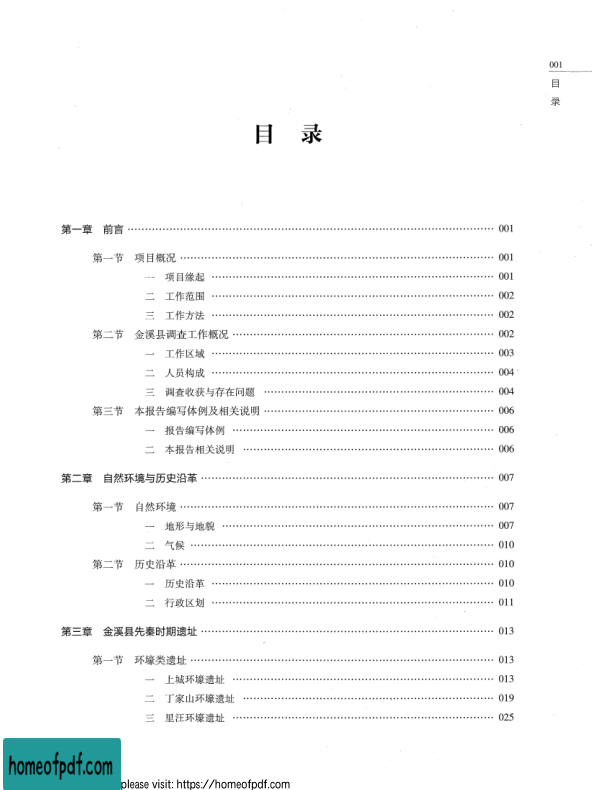 001
目
录
目 录
第一章 前言 …… 001
第一节 项目概况 …… 001
一 项目缘起 …… 001
二 工作范围 …… 002
三 工作方法 …… 002
第二节 金溪县调查工作概况 …… 002
一 工作区域 …… 003
二 人员构成 …… 004
三 调查收获与存在问题 …… 004
第三节 本报告编写体例及相关说明 …… 006
一 报告编写体例 …… 006
二 本报告相关说明 …… 006
第二章 自然环境与历史沿革 …… 007
第一节 自然环境 …… 007
一 地形与地貌 …… 007
二 气候 …… 010
第二节 历史沿革 …… 010
一 历史沿革 …… 010
二 行政区划 …… 011
第三章 金溪县先秦时期遗址 …… 013
第一节 环壕类遗址 …… 013
一 上城环壕遗址 …… 013
二 丁家山环壕遗址 …… 019
三 里汪环壕遗址 …… 025
homeofpdf.com
please visit: https://homeofpdf.com